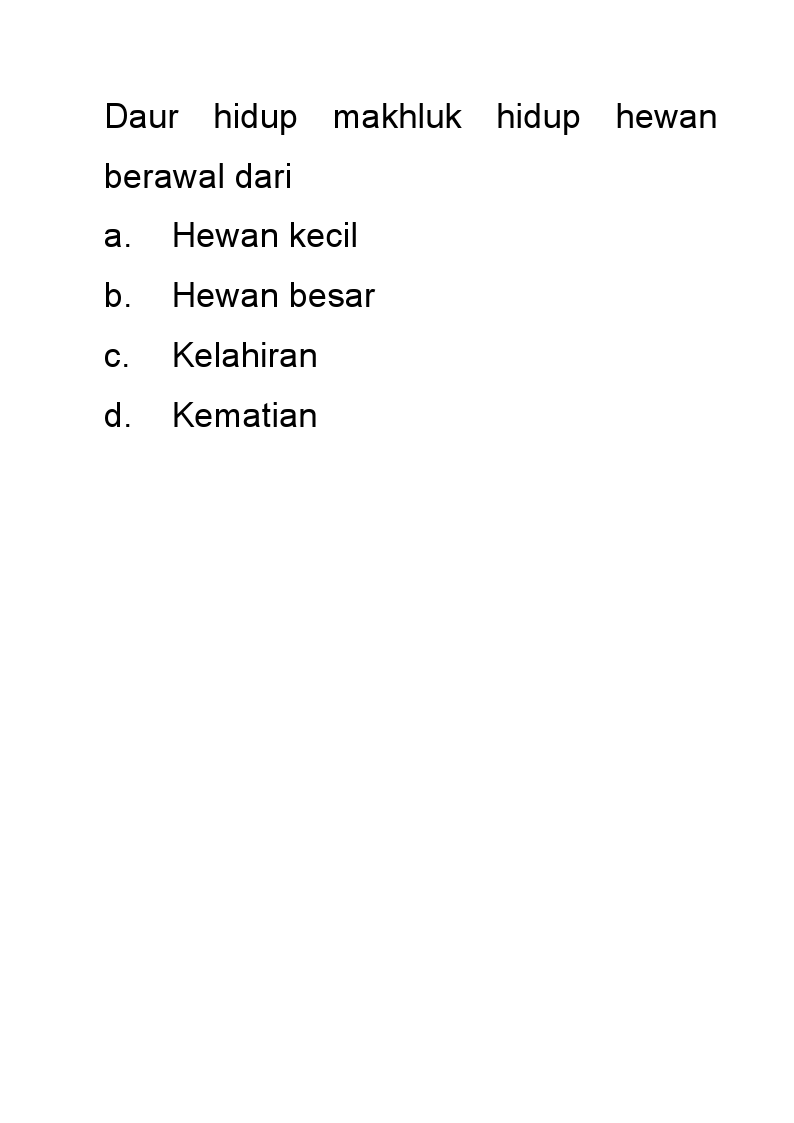 Daur hidup makhluk hidup hewan
berawal dari
a. Hewan kecil
b. Hewan besar
c. Kelahiran
d. Kematian